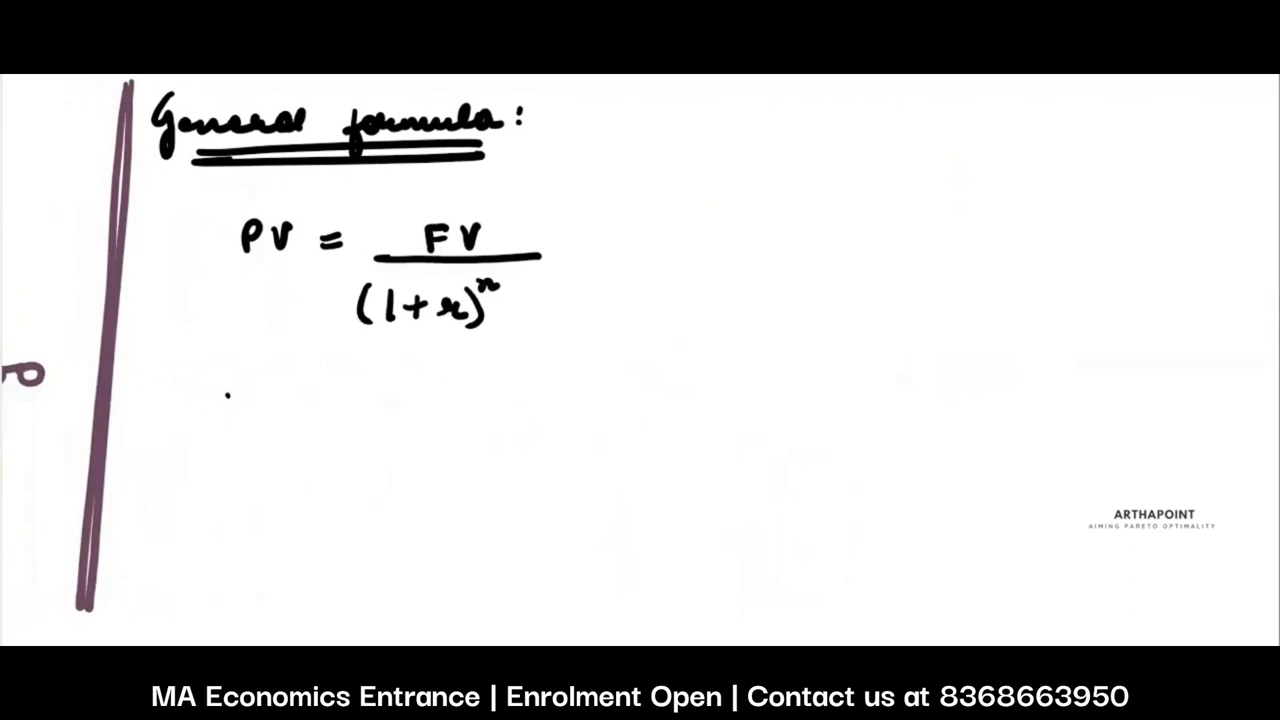 General formula:
PV = FV
(1+r)^n
ARTHAPOINT
AIMING PARETO OPTIMALITY
MA Economics Entrance | Enrolment Open | Contact us at 8368663950